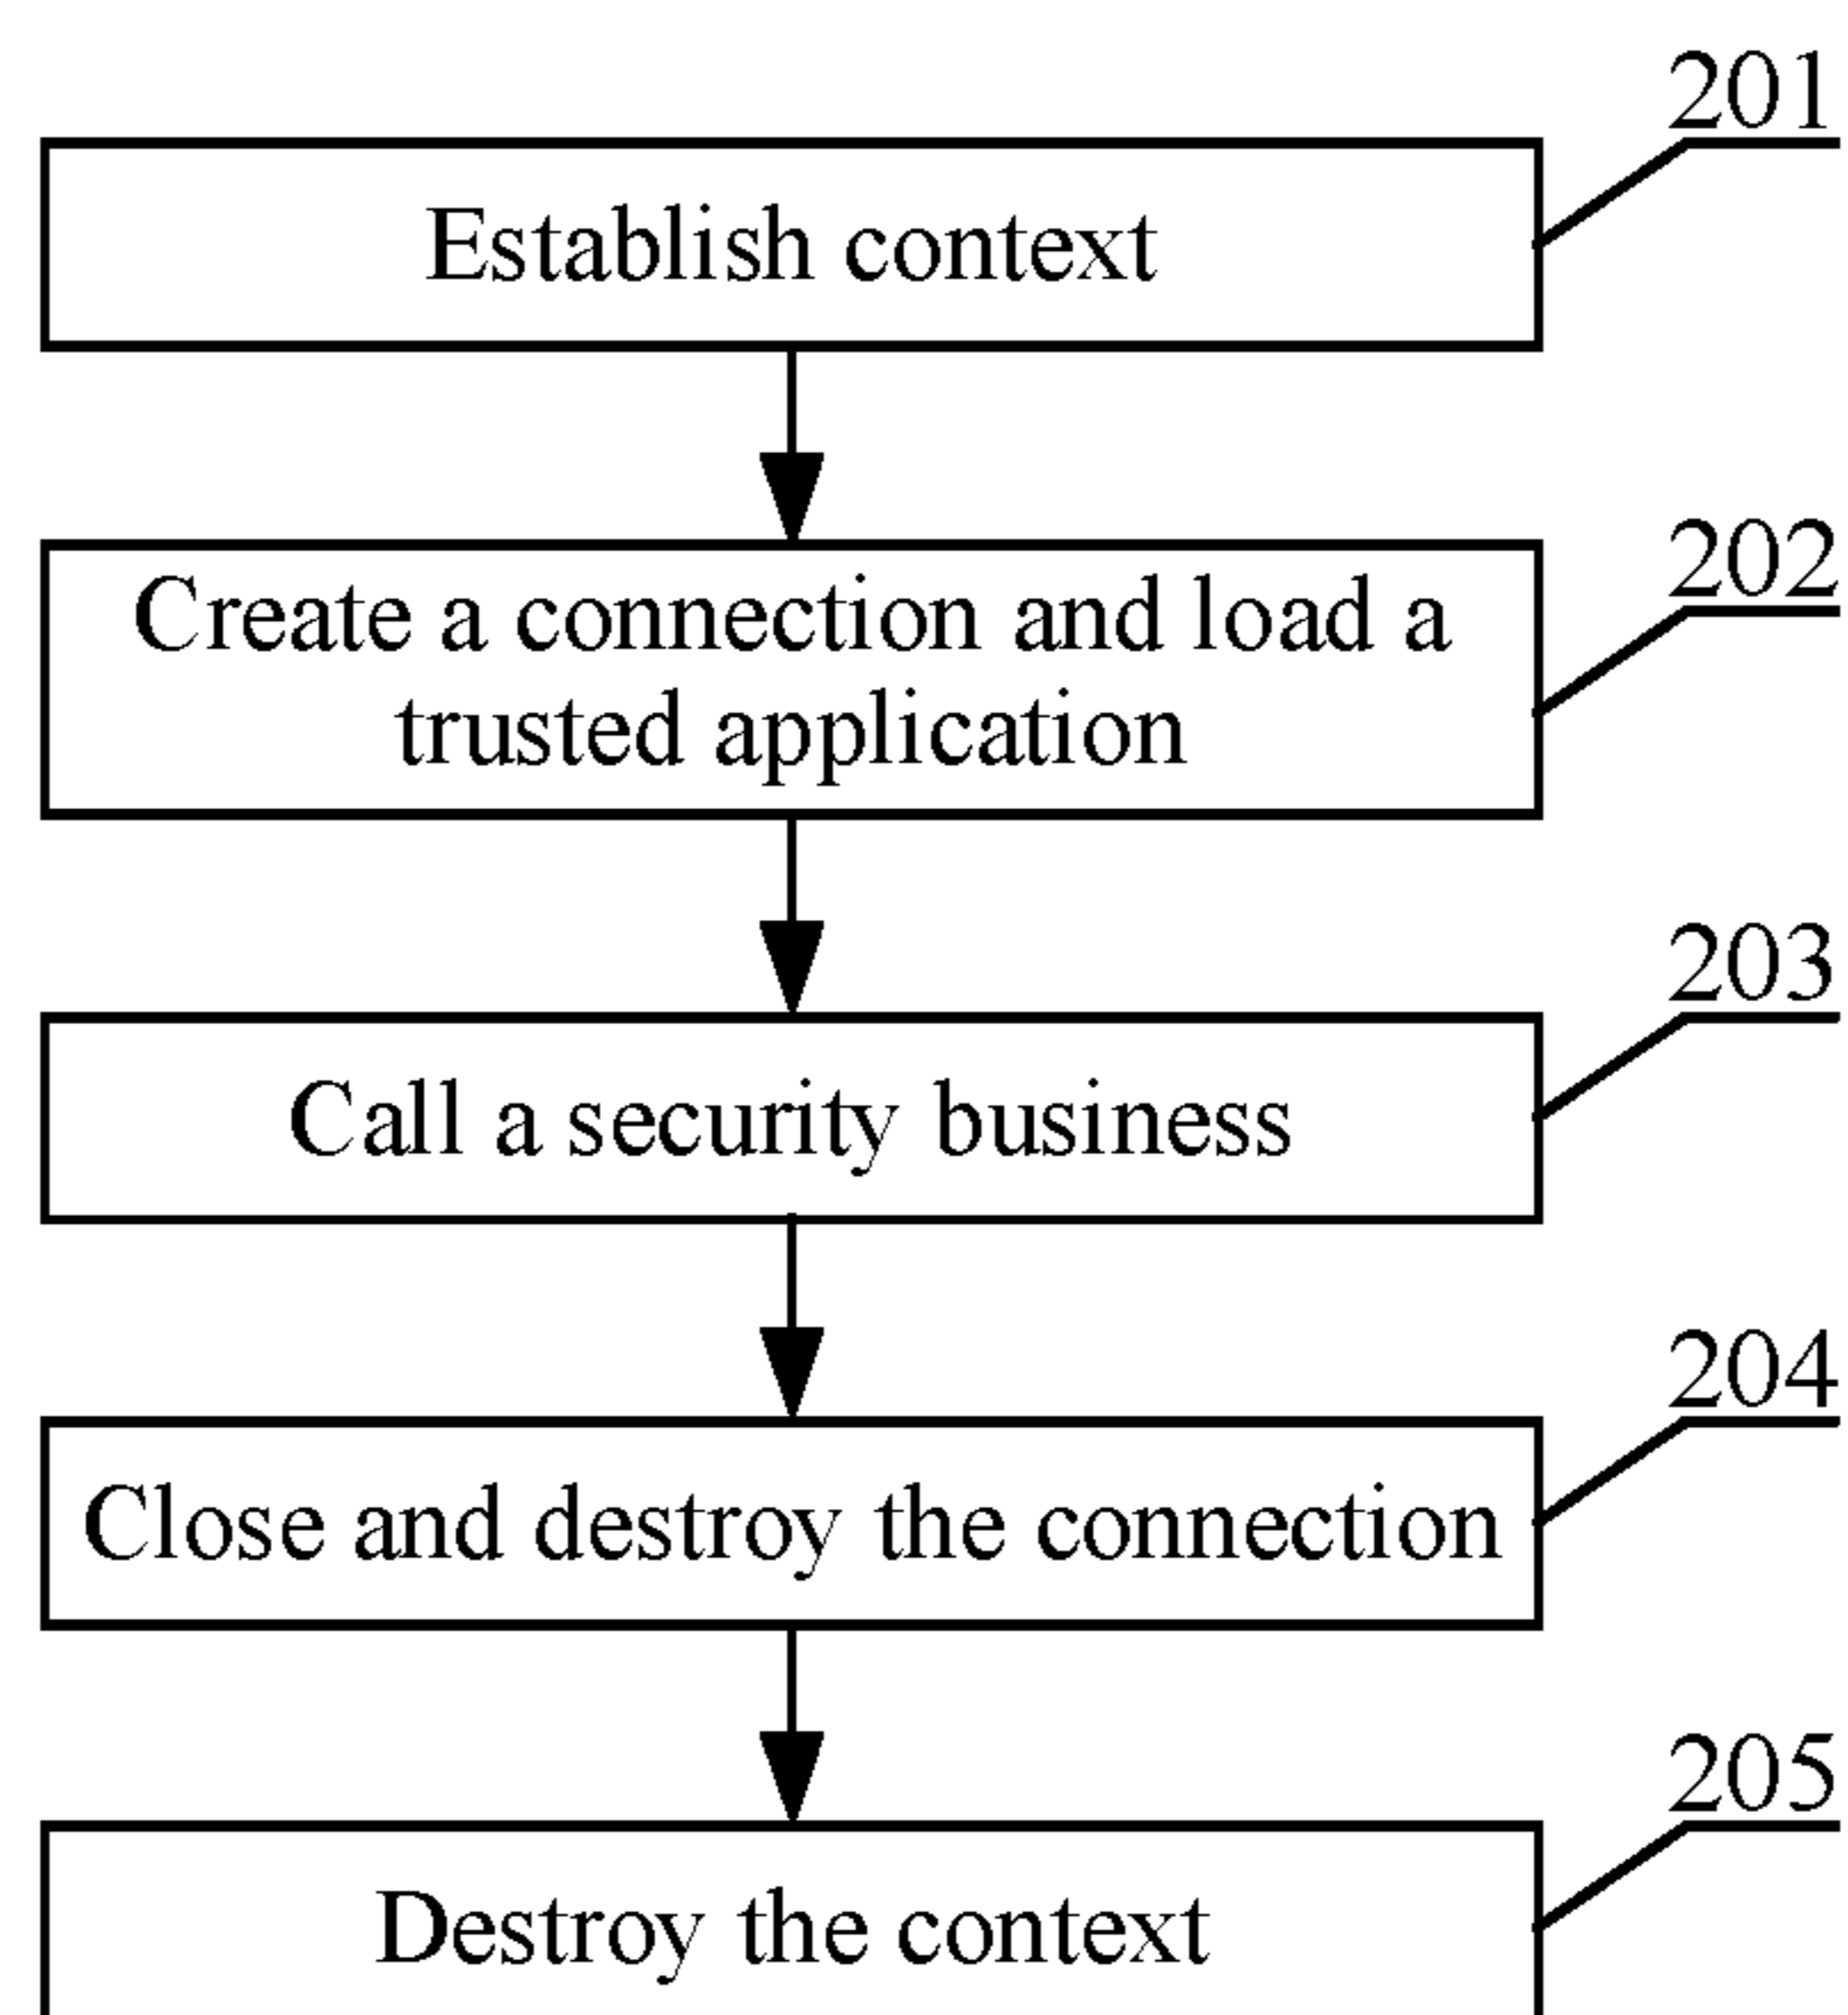 201
Establish context
202
Create a connection and load a
trusted application
203
Call a security business
204
Close and destroy the connection
205
Destroy the context